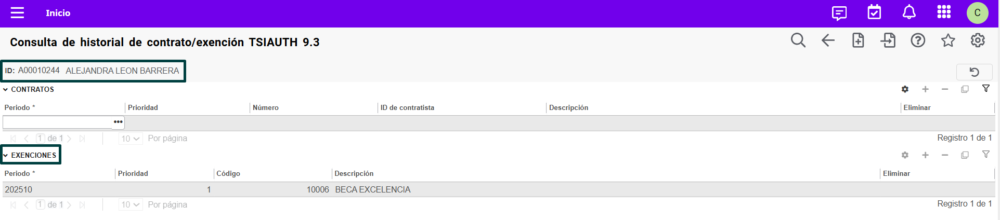 Inicio
C
Consulta de historial de contrato/exención TSIAUTH 9.3
ID: A00010244 ALEJANDRA LEON BARRERA
CONTRATOS
Periodo * Prioridad Número ID de contratista Descripción Eliminar
1 de 1 10 Por página Registro 1 de 1
EXENCIONES
Periodo * Prioridad Código Descripción Eliminar
202510 1 10006 BECA EXCELENCIA
1 de 1 10 Por página Registro 1 de 1